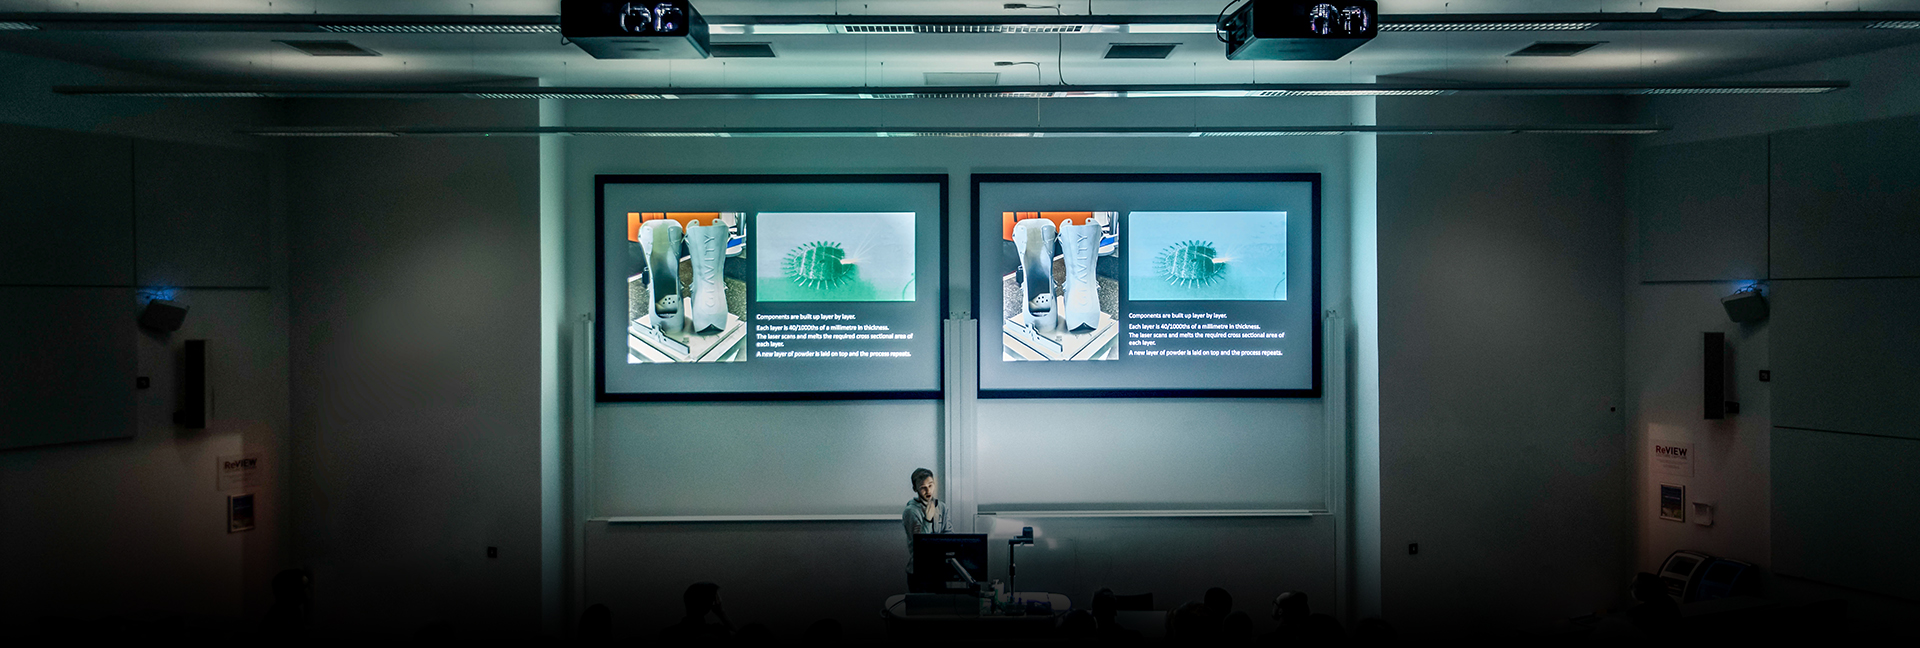 Components are built up layer by layer.
Each layer is 40/1000ths of a millimetre in thickness.
The laser scans and melts the required cross sectional area of
each layer.
A new layer of powder is laid on top and the process repeats.
Components are built up layer by layer.
Each layer is 40/1000ths of a millimetre in thickness.
The laser scans and melts the required cross sectional area of
each layer.
A new layer of powder is laid on top and the process repeats.
ReVIEW
ReVIEW